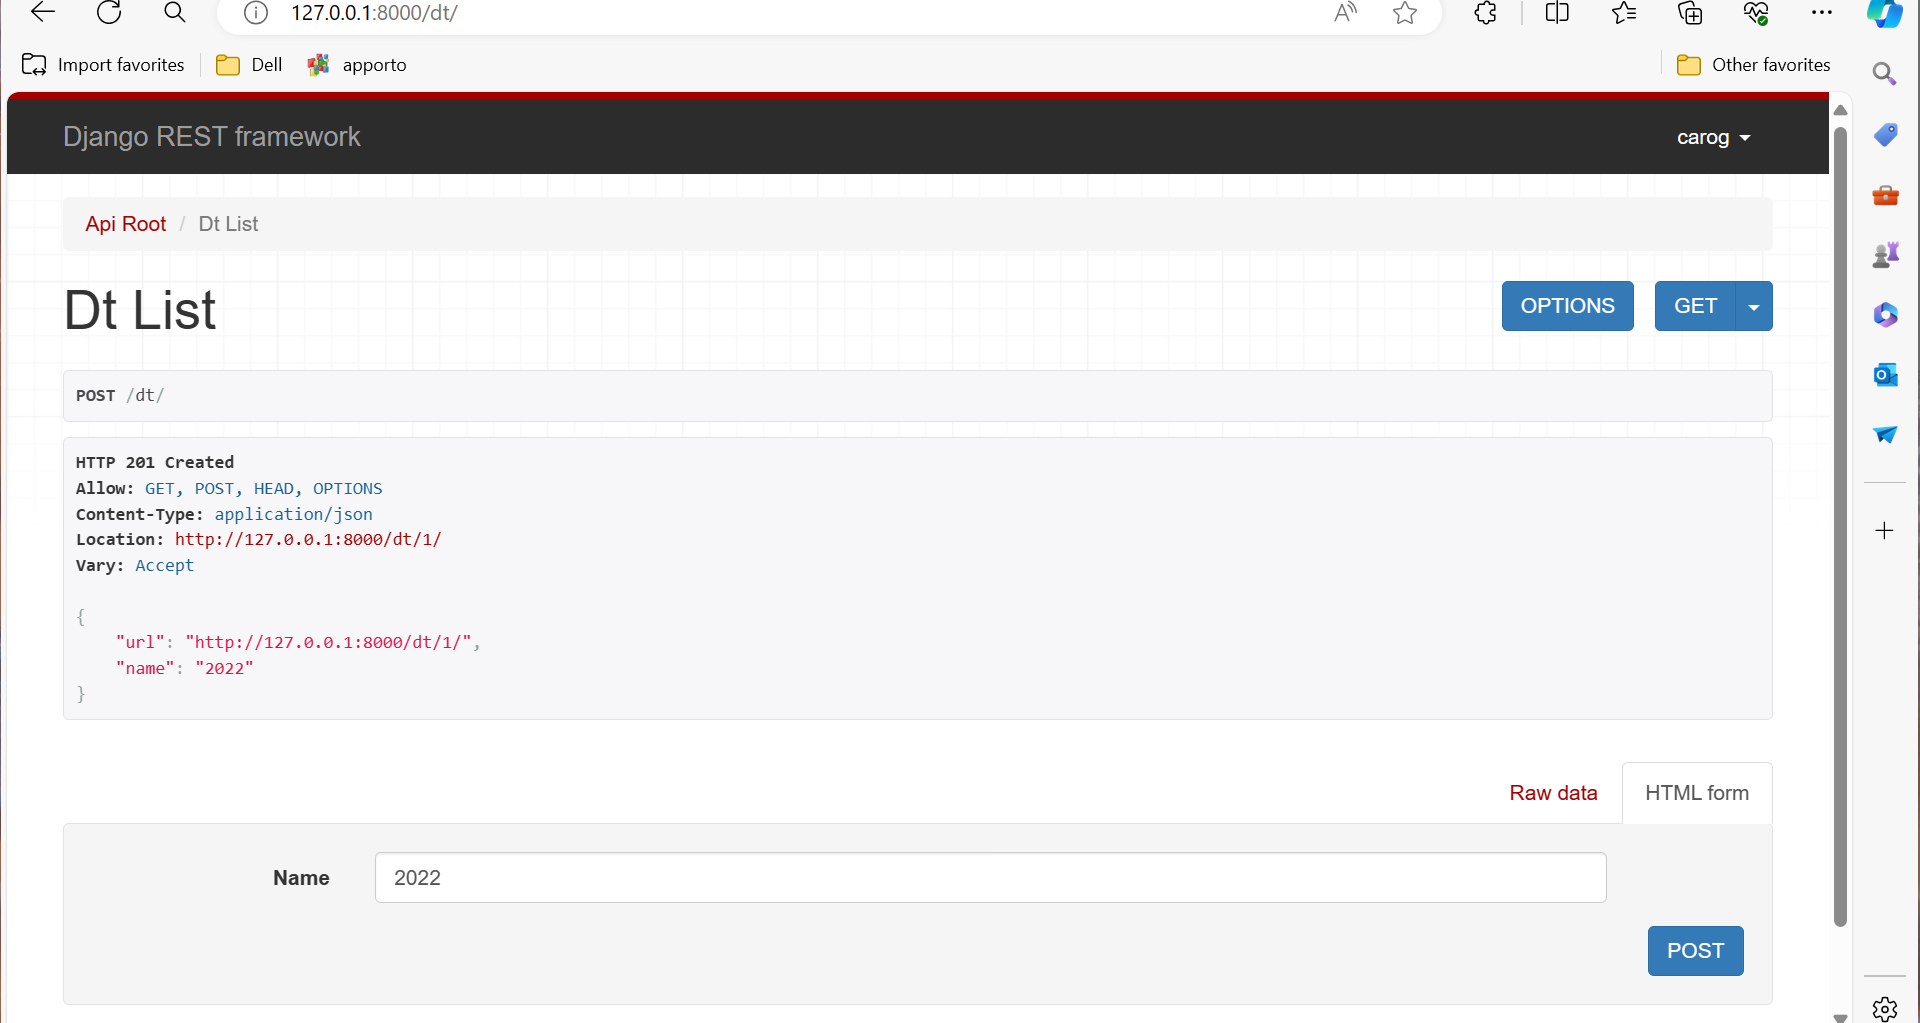 127.0.0.1:8000/dt/
Import favorites Dell apporto Other favorites
Django REST framework carog
Api Root / Dt List
Dt List OPTIONS GET
POST /dt/
HTTP 201 Created
Allow: GET, POST, HEAD, OPTIONS
Content-Type: application/json
Location: http://127.0.0.1:8000/dt/1/
Vary: Accept
{
"url": "http://127.0.0.1:8000/dt/1/",
"name": "2022"
}
Raw data HTML form
Name 2022
POST